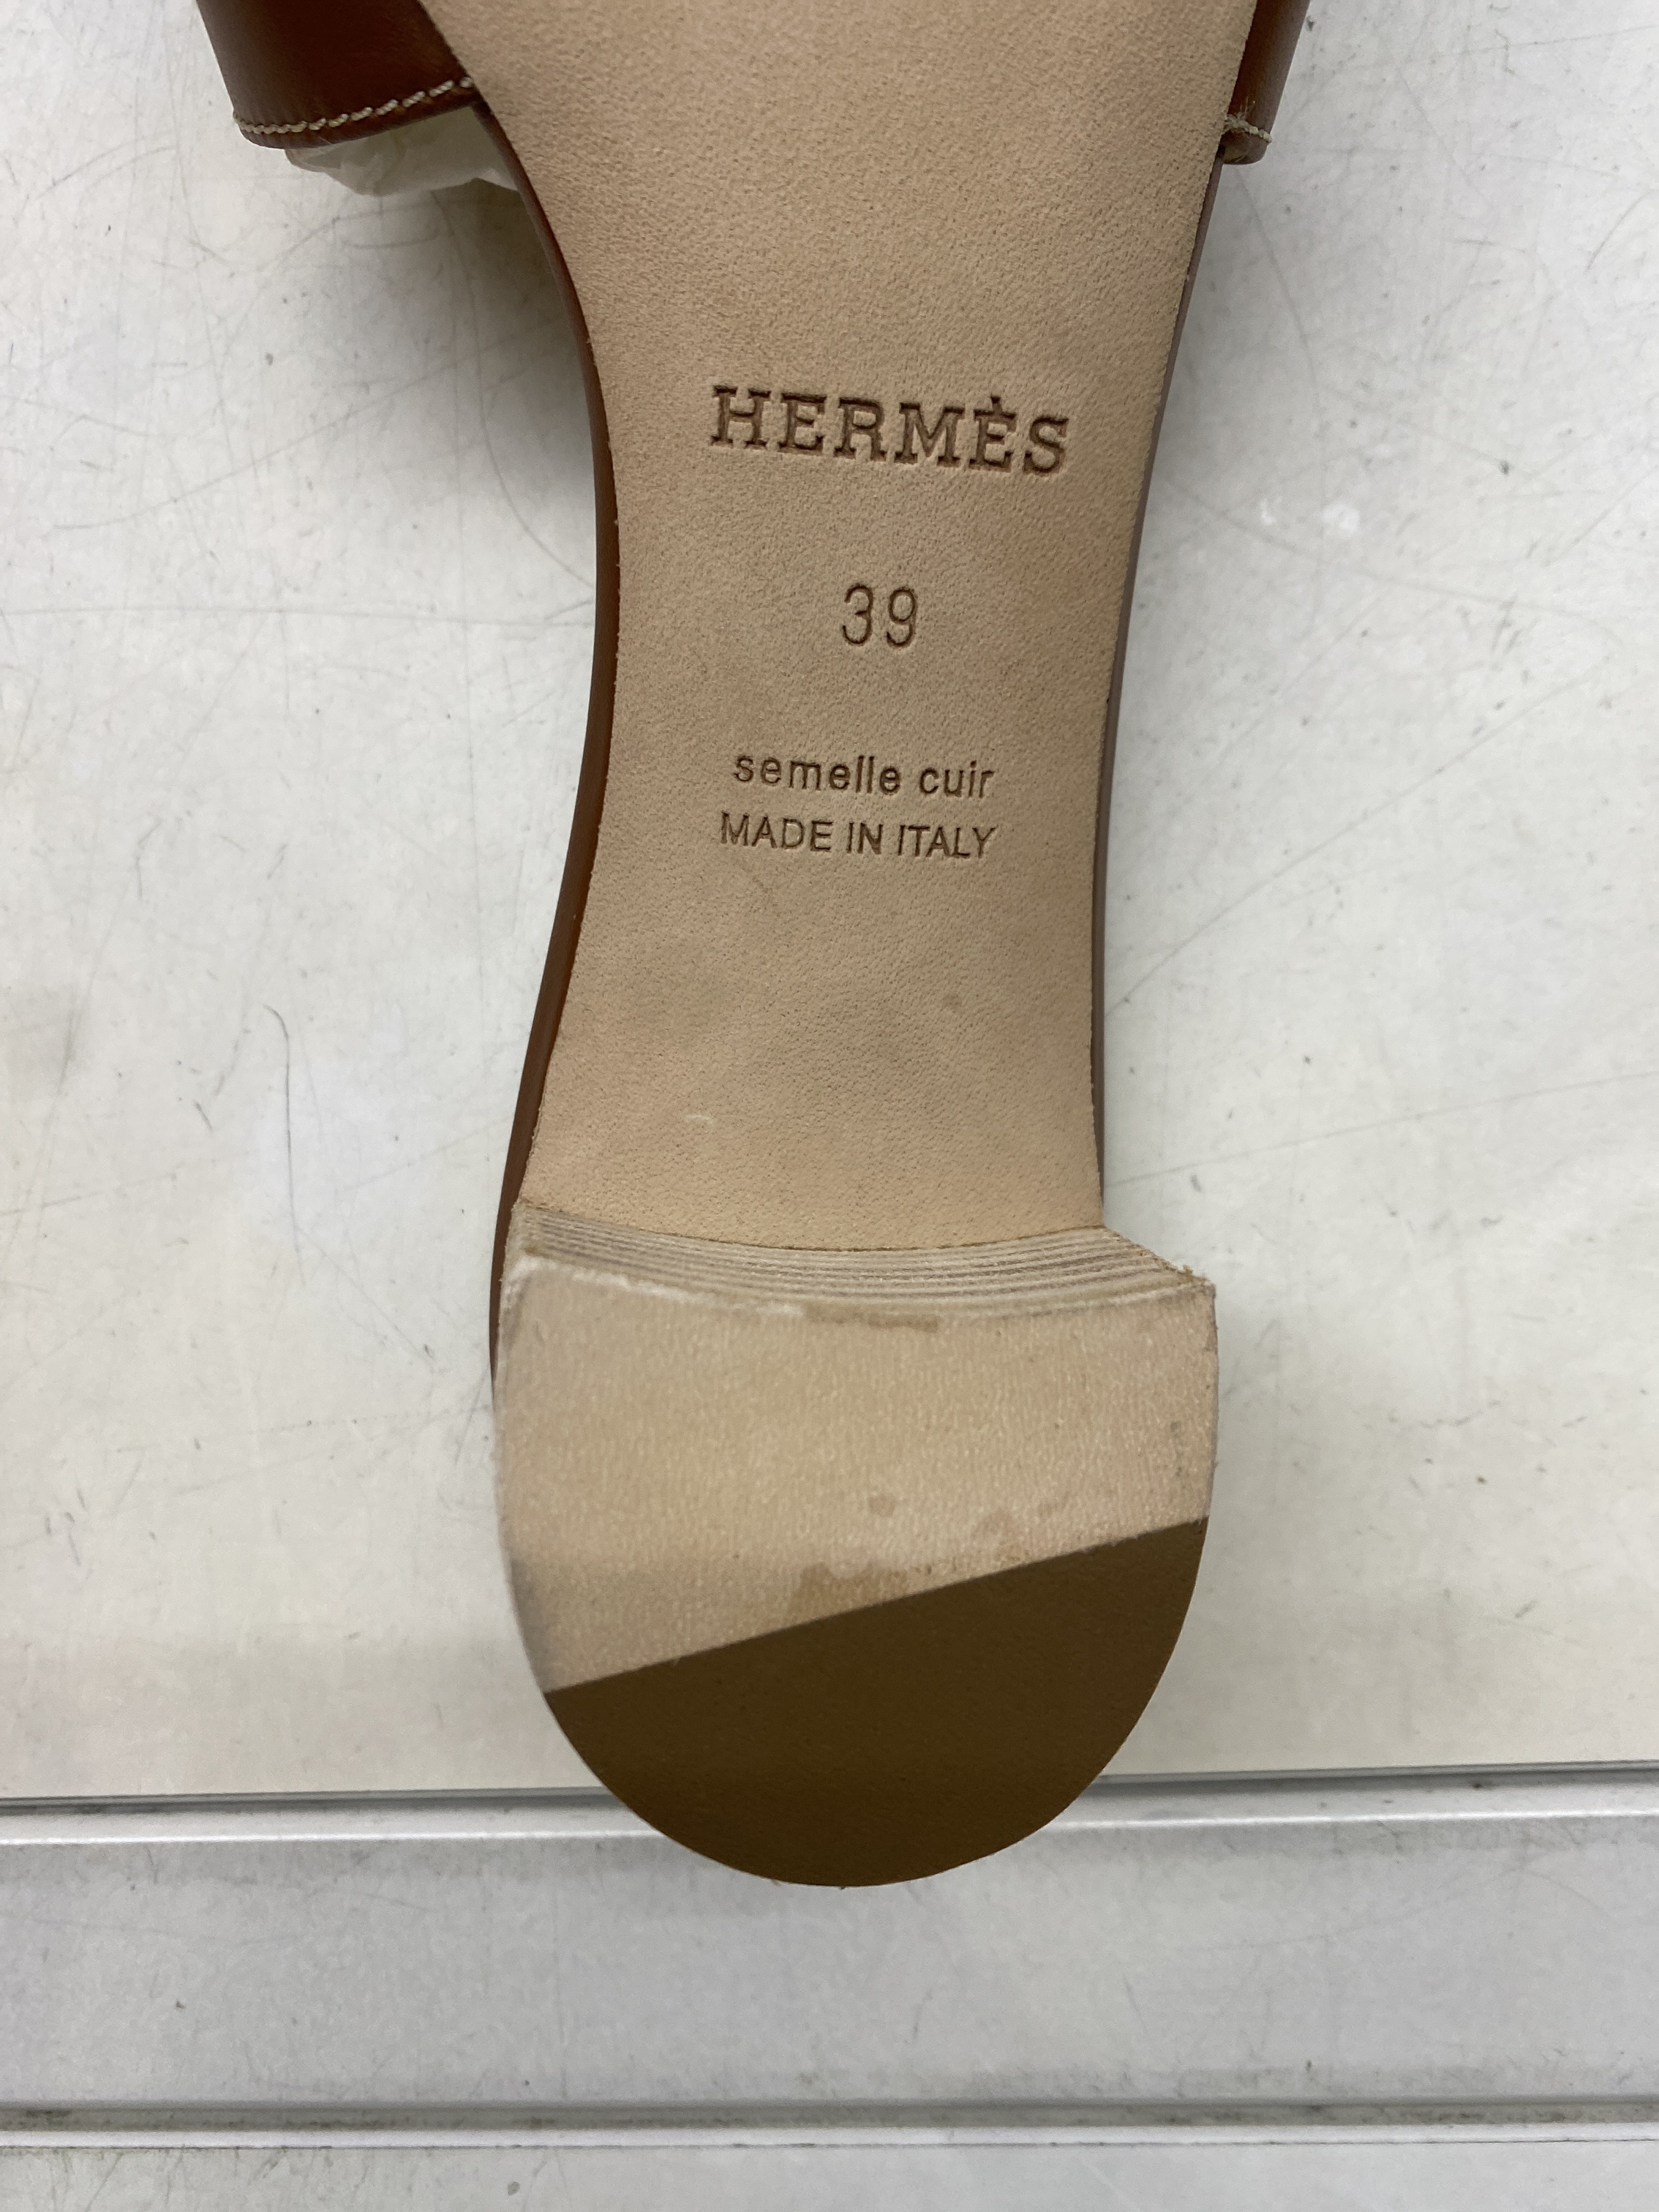 HERMÈS
39
semelle cuir
MADE IN ITALY